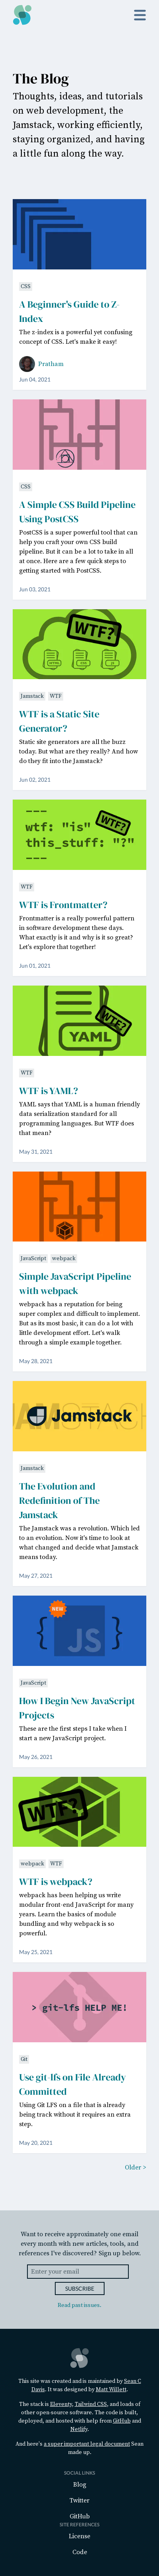 The Blog
Thoughts, ideas, and tutorials
on web development, the
Jamstack, working efficiently,
staying organized, and having
a little fun along the way.
CSS
A Beginner's Guide to Z-
Index
The z-index is a powerful yet confusing
concept of CSS. Let's make it easy!
Pratham
Jun 04, 2021
CSS
A Simple CSS Build Pipeline
Using PostCSS
PostCSS is a super powerful tool that can
help you craft your own CSS build
pipeline. But it can be a lot to take in all
at once. Here are a few quick steps to
getting started with PostCSS.
Jun 03, 2021
WTF?
Jamstack WTF
WTF is a Static Site
Generator?
Static site generators are all the buzz
today. But what are they really? And how
do they fit into the Jamstack?
Jun 02, 2021
---
wtf: "is"
this_stuff: "?"
---
WTF?
WTF
WTF is Frontmatter?
Frontmatter is a really powerful pattern
in software development these days.
What exactly is it and why is it so great?
Let's explore that together!
Jun 01, 2021
WTF?
YAML
WTF
WTF is YAML?
YAML says that YAML is a human friendly
data serialization standard for all
programming languages. But WTF does
that mean?
May 31, 2021
JavaScript webpack
Simple JavaScript Pipeline
with webpack
webpack has a reputation for being
super complex and difficult to implement.
But at its most basic, it can do a lot with
little development effort. Let's walk
through a simple example together.
May 28, 2021
Jamstack
Jamstack
The Evolution and
Redefinition of The
Jamstack
The Jamstack was a revolution. Which led
to an evolution. Now it's time to look at
what changed and decide what Jamstack
means today.
May 27, 2021
NEW
{ JS }
JavaScript
How I Begin New JavaScript
Projects
These are the first steps I take when I
start a new JavaScript project.
May 26, 2021
WTF?
webpack WTF
WTF is webpack?
webpack has been helping us write
modular front-end JavaScript for many
years. Learn the basics of module
bundling and why webpack is so
powerful.
May 25, 2021
> git-lfs HELP ME!
Git
Use git-lfs on File Already
Committed
Using Git LFS on a file that is already
being track without it requires an extra
step.
May 20, 2021
Older >
Want to receive approximately one email
every month with new articles, tools, and
references I've discovered? Sign up below.
Enter your email
SUBSCRIBE
Read past issues.
This site was created and is maintained by Sean C
Davis. It was designed by Matt Willett.
The stack is Eleventy, Tailwind CSS, and loads of
other open-source software. The code is built,
deployed, and hosted with help from GitHub and
Netlify.
And here's a super important legal document Sean
made up.
SOCIAL LINKS
Blog
Twitter
GitHub
SITE REFERENCES
License
Code